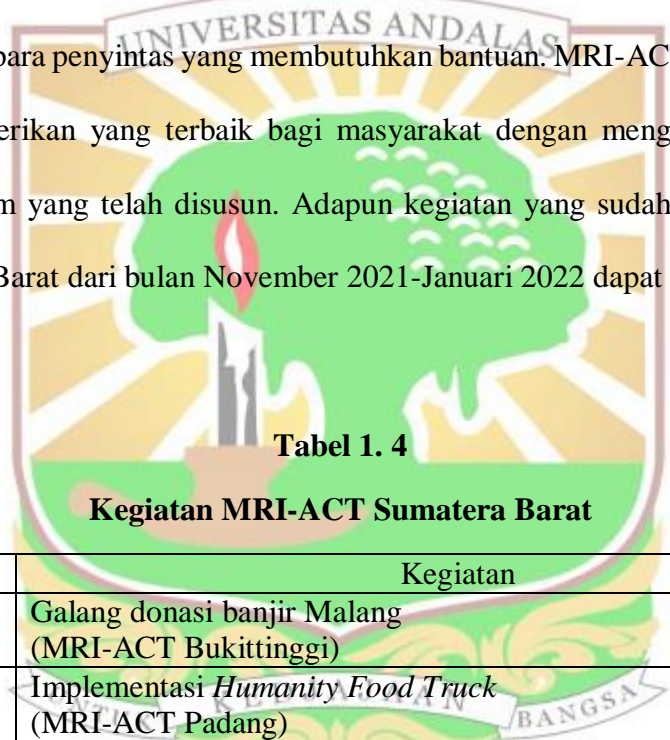 UNIVERSITAS ANDALAS
para penyintas yang membutuhkan bantuan. MRI-AC
erikan yang terbaik bagi masyarakat dengan meng
m yang telah disusun. Adapun kegiatan yang sudah
Barat dari bulan November 2021-Januari 2022 dapat
Tabel 1. 4
Kegiatan MRI-ACT Sumatera Barat
Kegiatan
Galang donasi banjir Malang
(MRI-ACT Bukittinggi)
Implementasi Humanity Food Truck
(MRI-ACT Padang)
BANGSA